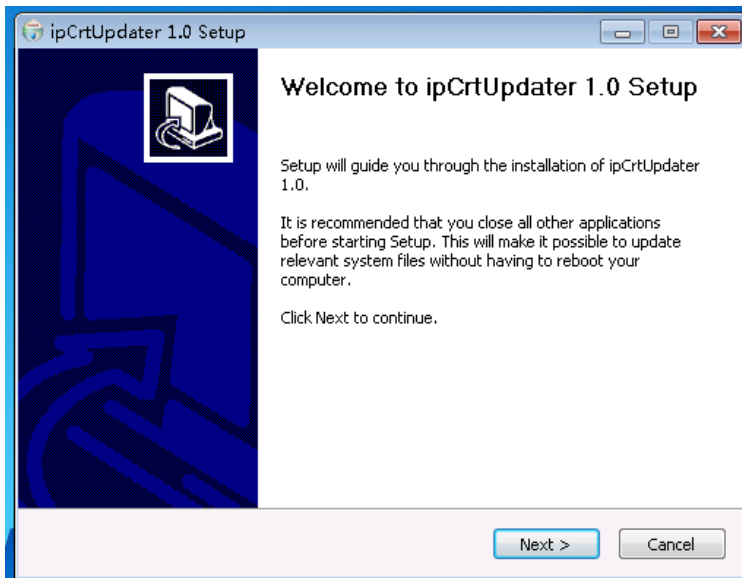 ipCrtUpdater 1.0 Setup
Welcome to ipCrtUpdater 1.0 Setup
Setup will guide you through the installation of ipCrtUpdater
1.0.
It is recommended that you close all other applications
before starting Setup. This will make it possible to update
relevant system files without having to reboot your
computer.
Click Next to continue.
Next >
Cancel